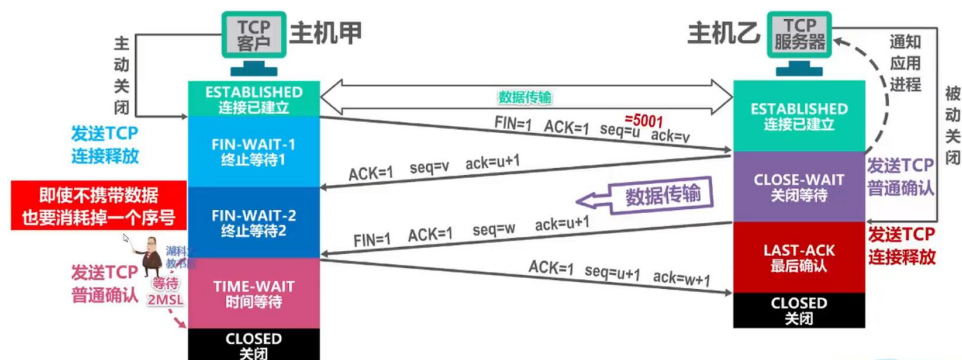 TCP
客户
主机甲
主机乙
TCP
服务器
主动关闭
通知
应用
进程
被动关闭
ESTABLISHED
连接已建立
数据传输
ESTABLISHED
连接已建立
=5001
FIN=1 ACK=1 seq=u ack=v
发送TCP
连接释放
FIN-WAIT-1
终止等待1
ACK=1 seq=v ack=u+1
CLOSE-WAIT
关闭等待
发送TCP
普通确认
即使不携带数据
也要消耗掉一个序号
FIN-WAIT-2
终止等待2
数据传输
FIN=1 ACK=1 seq=w ack=u+1
LAST-ACK
最后确认
发送TCP
连接释放
发送TCP
普通确认
等待
2MSL
TIME-WAIT
时间等待
ACK=1 seq=u+1 ack=w+1
CLOSED
关闭
CLOSED
关闭